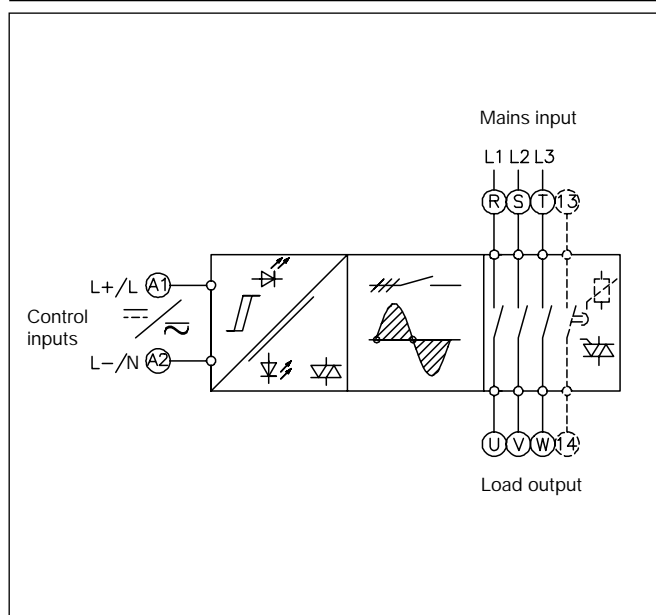 Mains input
L1 L2 L3
R S T 13
L+/L A1
Control
inputs
L−/N A2
U V W 14
Load output